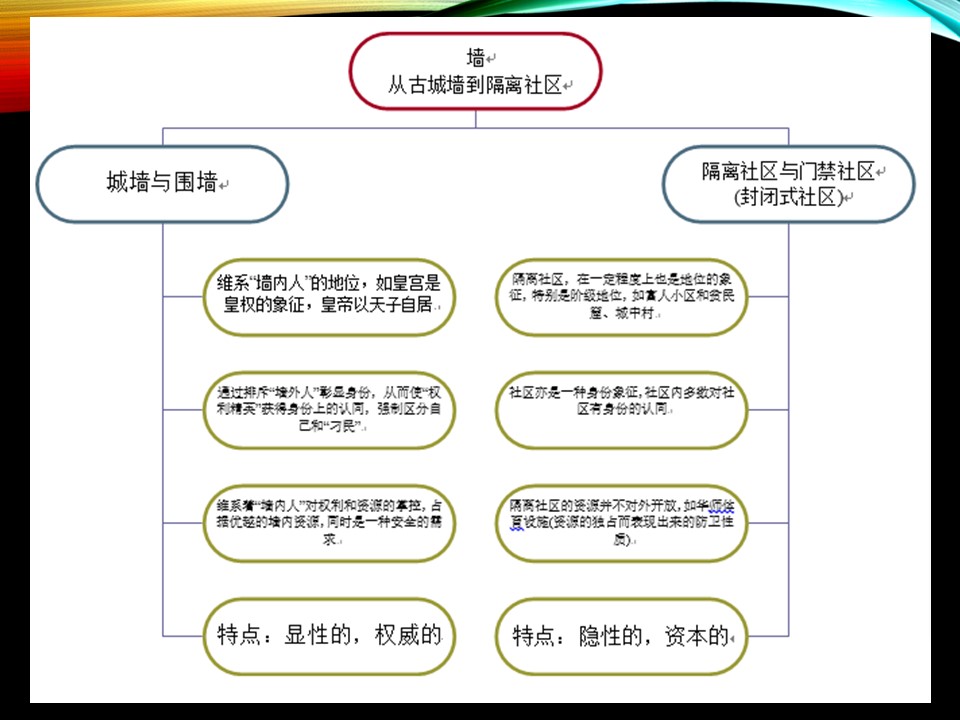 墙
从古城墙到隔离社区
城墙与围墙
隔离社区与门禁社区
(封闭式社区)
维系“墙内人”的地位，如皇宫是
皇权的象征，皇帝以天子自居.
隔离社区，在一定程度上也是地位的象
征，特别是阶级地位，如富人小区和贫民
窟、城中村.
通过排斥“墙外人”彰显身份，从而使“权
利精英”获得身份上的认同，强制区分自
己和“刁民”.
社区亦是一种身份象征,社区内多数对社
区有身份的认同.
维系着“墙内人”对权利和资源的掌控，占
据优越的墙内资源，同时是一种安全的需
求.
隔离社区的资源并不对外开放，如华师体
育设施(资源的独占而表现出来的防卫性
质).
特点：显性的，权威的
特点：隐性的，资本的